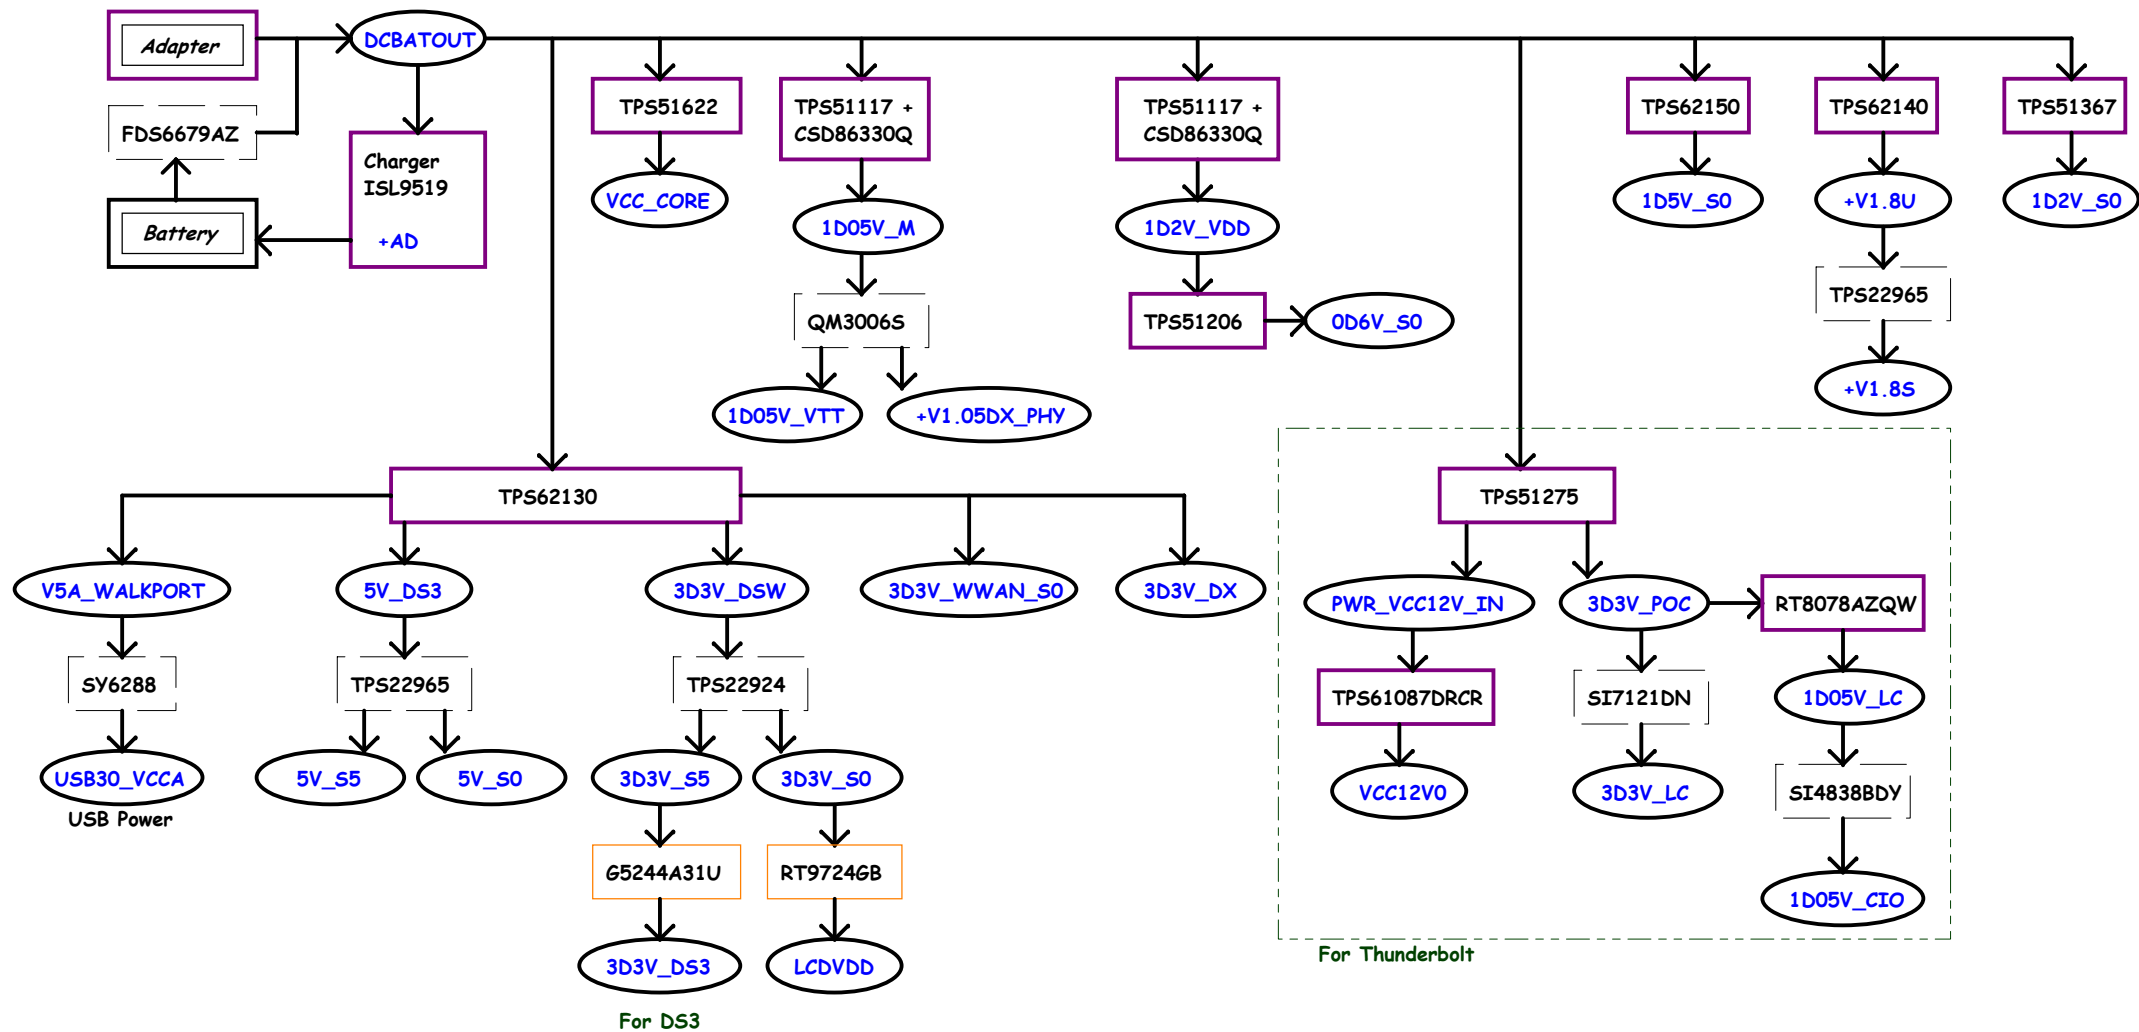 Adapter
DCBATOUT
FDS6679AZ
Battery
Charger
ISL9519
+AD
TPS51622
VCC_CORE
TPS51117 +
CSD86330Q
1D05V_M
QM3006S
1D05V_VTT
+V1.05DX_PHY
TPS51117 +
CSD86330Q
1D2V_VDD
TPS51206
0D6V_S0
TPS62150
1D5V_S0
TPS62140
+V1.8U
TPS22965
+V1.8S
TPS51367
1D2V_S0
TPS62130
V5A_WALKPORT
SY6288
USB30_VCCA
USB Power
5V_DS3
TPS22965
5V_S5
5V_S0
3D3V_DSW
TPS22924
3D3V_S5
3D3V_S0
G5244A31U
RT9724GB
3D3V_DS3
LCDVDD
For DS3
3D3V_WWAN_S0
3D3V_DX
TPS51275
PWR_VCC12V_IN
TPS61087DRCR
VCC12V0
3D3V_POC
SI7121DN
3D3V_LC
RT8078AZQW
1D05V_LC
SI4838BDY
1D05V_CIO
For Thunderbolt